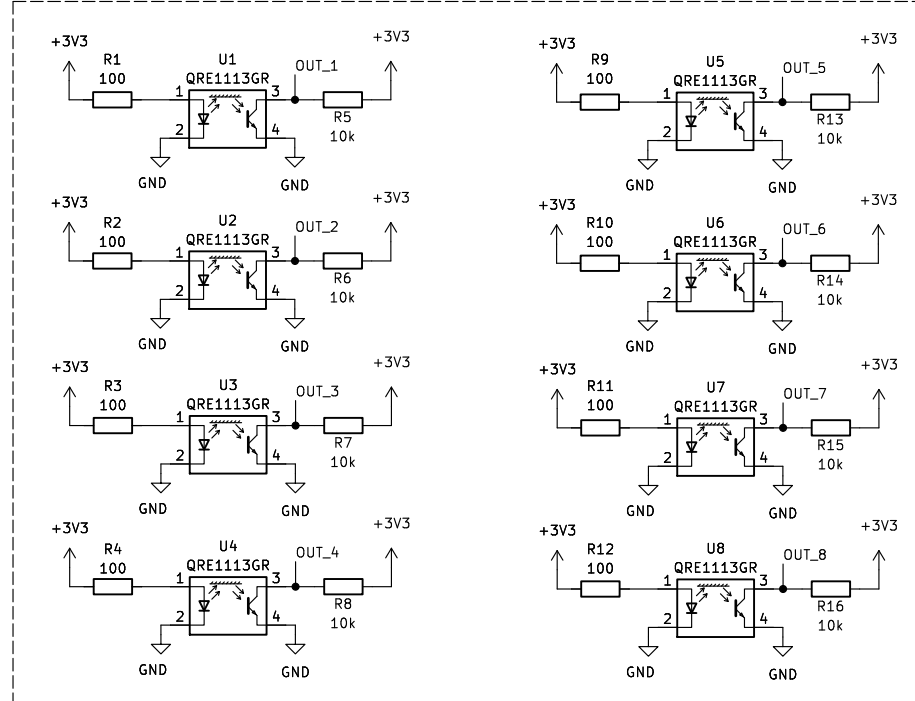 +3V3 R1 100 U1 QRE1113GR OUT_1 +3V3
1 2 3 4 R5 10k
GND GND
+3V3 R9 100 U5 QRE1113GR OUT_5 +3V3
1 2 3 4 R13 10k
GND GND
+3V3 R2 100 U2 QRE1113GR OUT_2 +3V3
1 2 3 4 R6 10k
GND GND
+3V3 R10 100 U6 QRE1113GR OUT_6 +3V3
1 2 3 4 R14 10k
GND GND
+3V3 R3 100 U3 QRE1113GR OUT_3 +3V3
1 2 3 4 R7 10k
GND GND
+3V3 R11 100 U7 QRE1113GR OUT_7 +3V3
1 2 3 4 R15 10k
GND GND
+3V3 R4 100 U4 QRE1113GR OUT_4 +3V3
1 2 3 4 R8 10k
GND GND
+3V3 R12 100 U8 QRE1113GR OUT_8 +3V3
1 2 3 4 R16 10k
GND GND